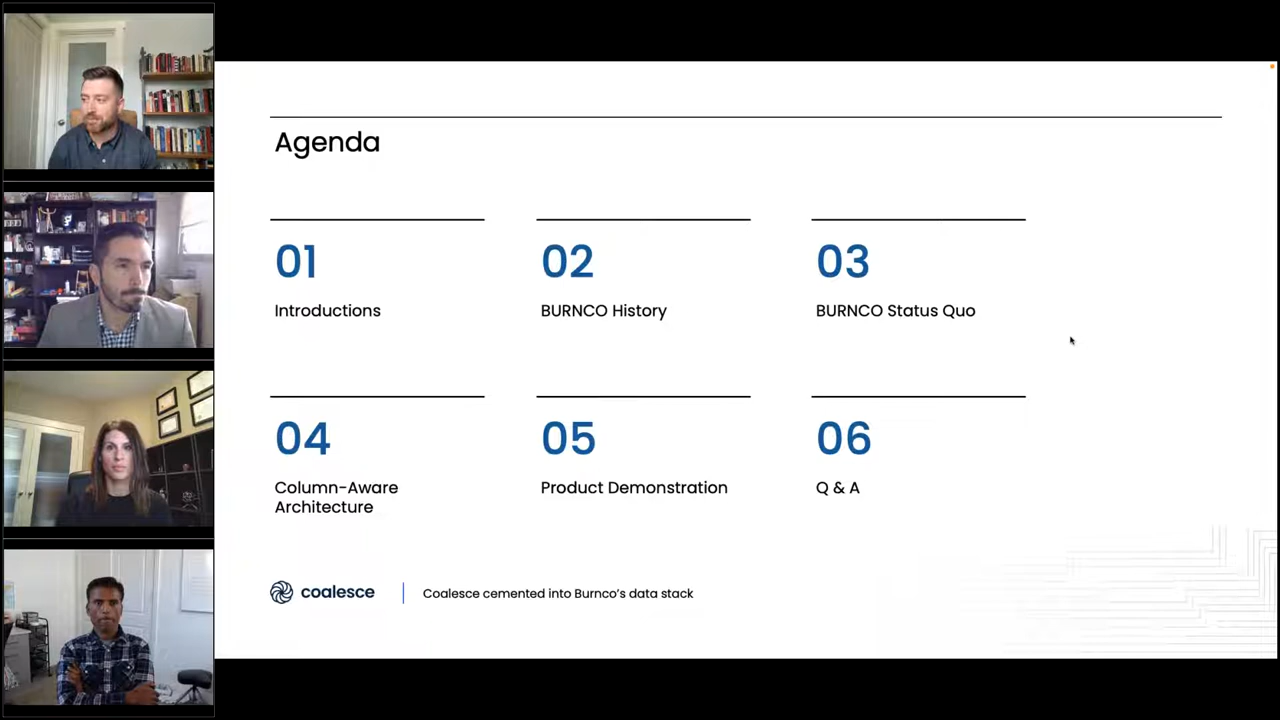 Agenda
01
Introductions
02
BURNCO History
03
BURNCO Status Quo
04
Column-Aware
Architecture
05
Product Demonstration
06
Q & A
coalesce
Coalesce cemented into Burnco's data stack